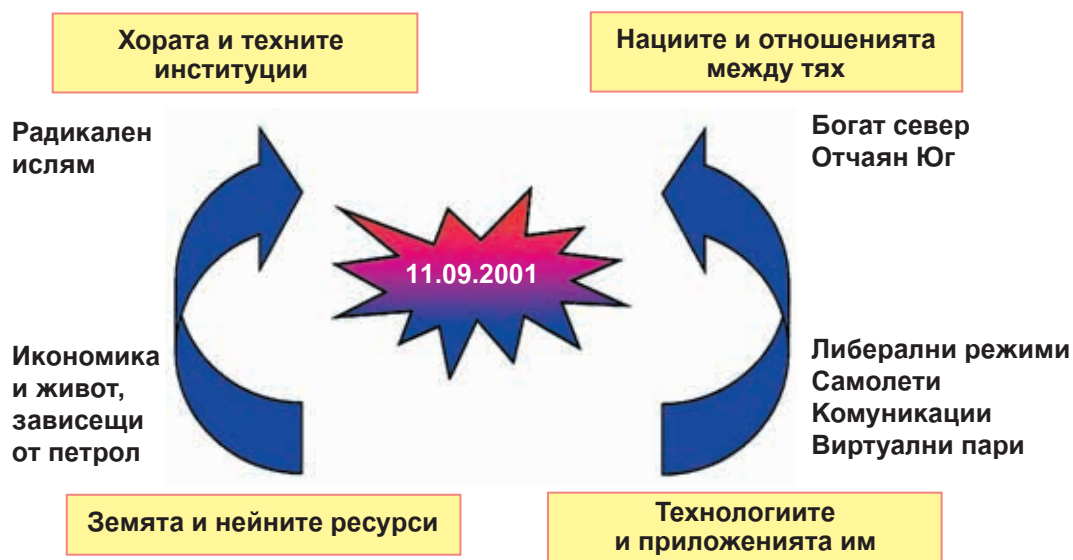 Хората и техните
институции
Нациите и отношенията
между тях
Радикален
ислям
Богат север
Отчаян Юг
11.09.2001
Икономика
и живот,
зависещи
от петрол
Либерални режими
Самолети
Комуникации
Виртуални пари
Земята и нейните ресурси
Технологиите
и приложенията им